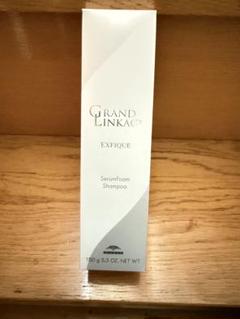 GRAND
LINKAGE
EXFIQUE
SerumFoam
Shampoo
150 g 5.3 OZ. NET WT.